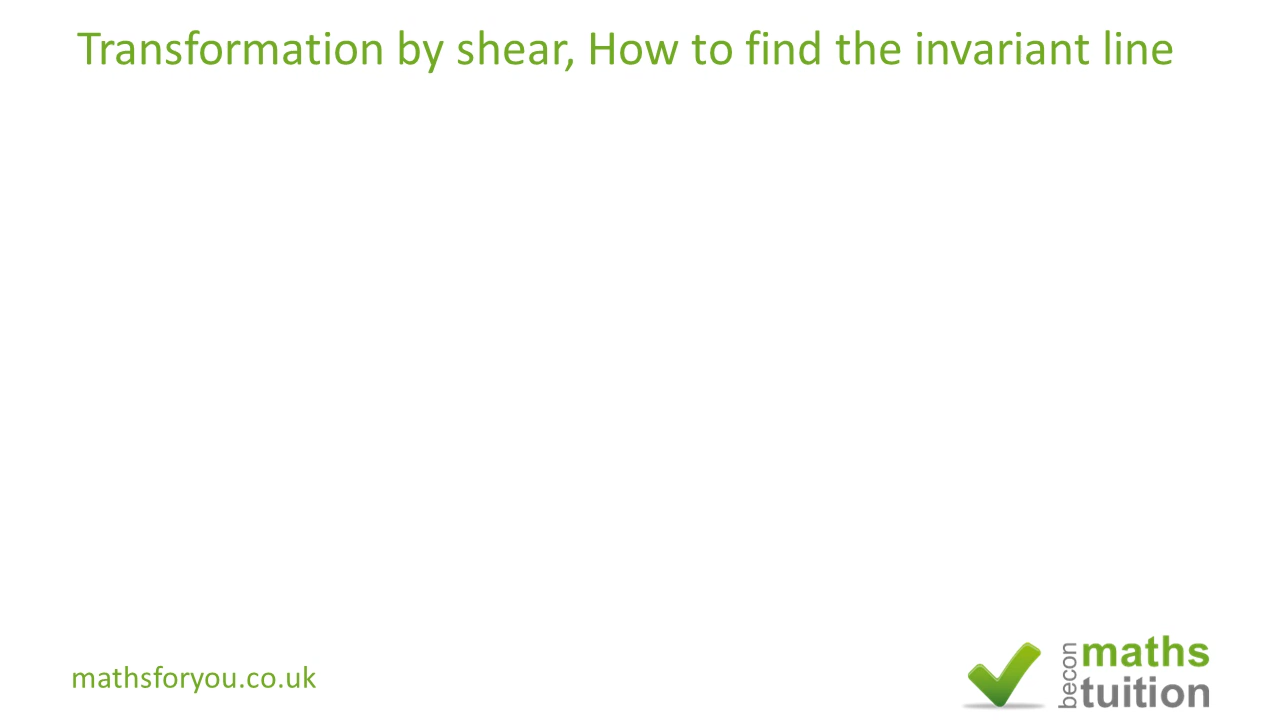 Transformation by shear, How to find the invariant line
mathsforyou.co.uk
becon
maths
tuition